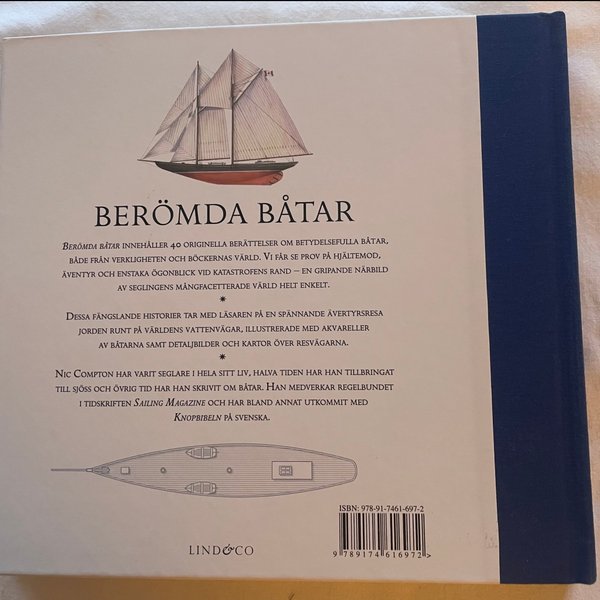 BERÖMDA BÅTAR
BERÖMDA BÅTAR INNEHÅLLER 40 ORIGINELLA BERÄTTELSER OM BETYDELSEFULLA BÅTAR,
BÅDE FRÅN VERKLIGHETEN OCH BÖCKERNAS VÄRLD. VI FÅR SE PROV PÅ HJÄLTEMOD,
ÄVENTYR OCH ENSTAKA ÖGONBLICK VID KATASTROFENS RAND – EN GRIPANDE NÄRBILD
AV SEGLINGENS MÅNGFACETTERADE VÄRLD HELT ENKELT.
DESSA FÄNGSLANDE HISTORIER TAR MED LÄSAREN PÅ EN SPÄNNANDE ÄVERTYRSRESA
JORDEN RUNT PÅ VÄRLDENS VATTENVÄGAR, ILLUSTRERADE MED AKVARELLER
AV BÅTARNA SAMT DETALJBILDER OCH KARTOR ÖVER RESVÄGARNA.
NIC COMPTON HAR VARIT SEGLARE I HELA SITT LIV, HALVA TIDEN HAR HAN TILLBRINGAT
TILL SJÖSS OCH ÖVRIG TID HAR HAN SKRIVIT OM BÅTAR. HAN MEDVERKAR REGELBUNDET
I TIDSKRIFTEN SAILING MAGAZINE OCH HAR BLAND ANNAT UTKOMMIT MED
KNOPBIBELN PÅ SVENSKA.
ISBN: 978-91-7461-697-2
9 789174 616972 >
LIND&CO